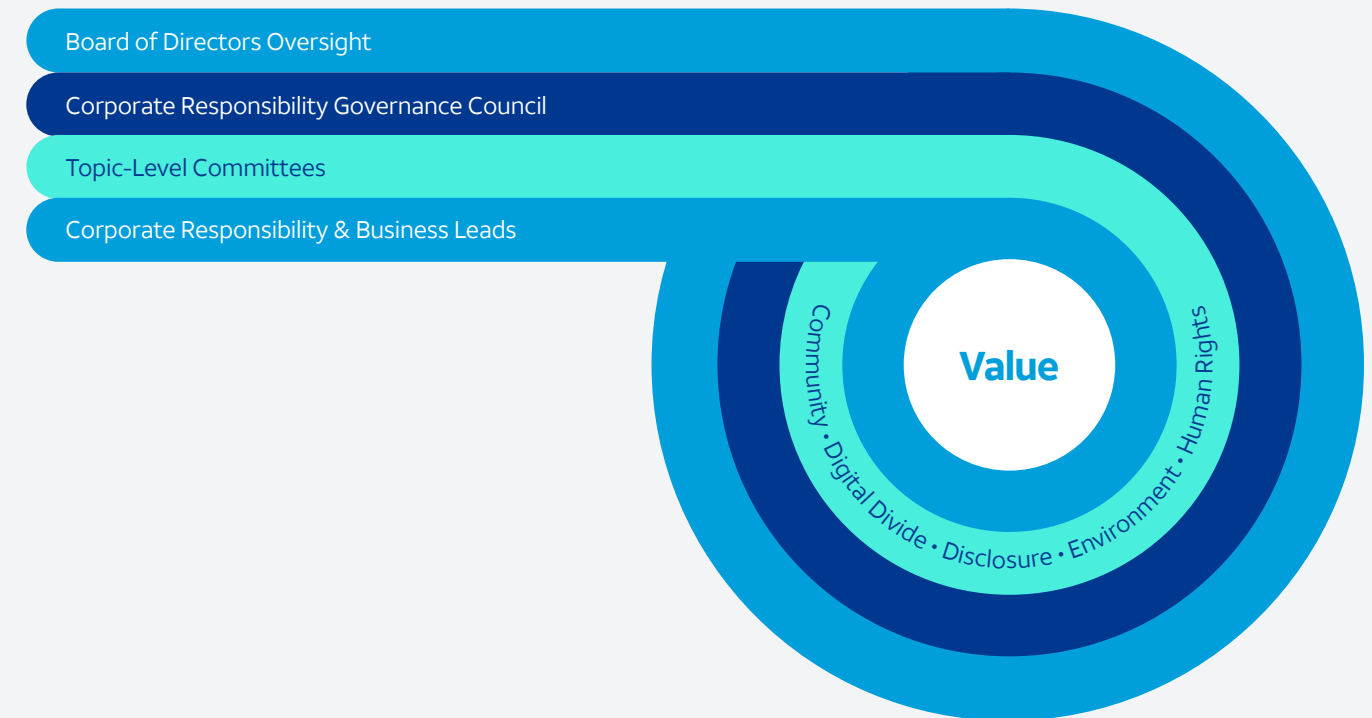 Board of Directors Oversight
Corporate Responsibility Governance Council
Topic-Level Committees
Corporate Responsibility & Business Leads
Value
Community • Digital Divide • Disclosure • Environment • Human Rights